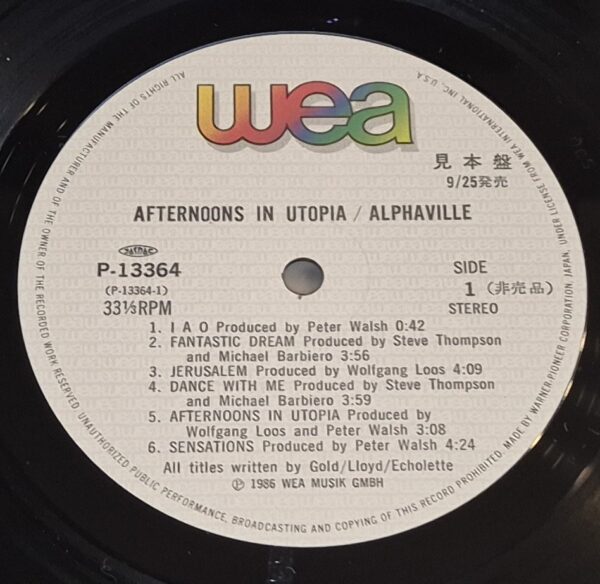 wea
見本盤
9/25発売
AFTERNOONS IN UTOPIA / ALPHAVILLE
P-13364
(P-13364-1)
33⅓RPM
SIDE
1 (非売品)
STEREO
1. I A O Produced by Peter Walsh 0:42
2. FANTASTIC DREAM Produced by Steve Thompson
and Michael Barbiero 3:56
3. JERUSALEM Produced by Wolfgang Loos 4:09
4. DANCE WITH ME Produced by Steve Thompson
and Michael Barbiero 3:59
5. AFTERNOONS IN UTOPIA Produced by
Wolfgang Loos and Peter Walsh 3:08
6. SENSATIONS Produced by Peter Walsh 4:24
All titles written by Gold/Lloyd/Echolette
℗ 1986 WEA MUSIK GMBH
ALL RIGHTS OF THE MANUFACTURER AND OF THE OWNER OF THE RECORDED WORK RESERVED. UNAUTHORIZED PUBLIC PERFORMANCE, BROADCASTING AND COPYING OF THIS RECORD PROHIBITED. MADE BY WARNER-PIONEER CORPORATION, JAPAN, UNDER LICENSE FROM WEA INTERNATIONAL INC. U.S.A.